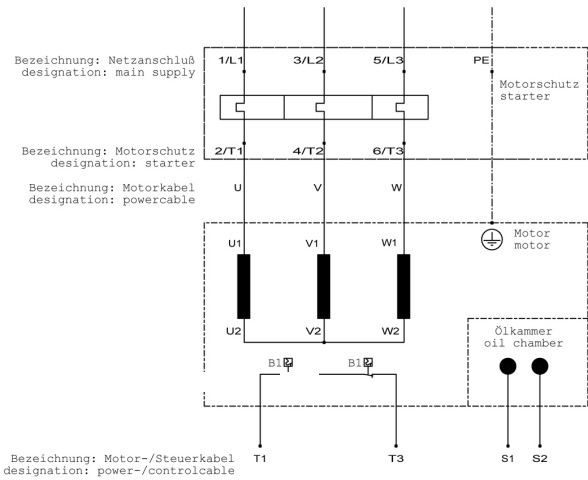 Bezeichnung: Netzanschluß
designation: main supply
1/L1
3/L2
5/L3
PE
Motorschutz
starter
Bezeichnung: Motorschutz
designation: starter
2/T1
4/T2
6/T3
Bezeichnung: Motorkabel
designation: powercable
U
V
W
Motor
motor
U1
V1
W1
U2
V2
W2
Ölkammer
oil chamber
B1
B1
Bezeichnung: Motor-/Steuerkabel
designation: power-/controlcable
T1
T3
S1
S2